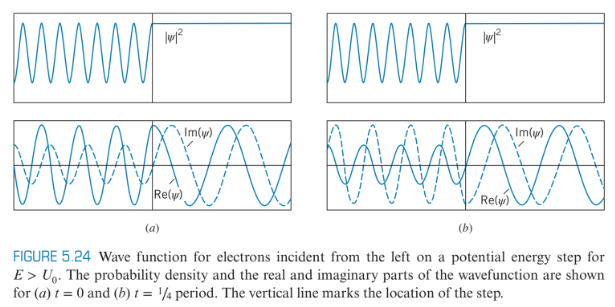 |ψ|² |ψ|²
Im(ψ) Im(ψ)
Re(ψ) Re(ψ)
(a) (b)
FIGURE 5.24 Wave function for electrons incident from the left on a potential energy step for
E > U₀. The probability density and the real and imaginary parts of the wavefunction are shown
for (a) t = 0 and (b) t = ¼ period. The vertical line marks the location of the step.